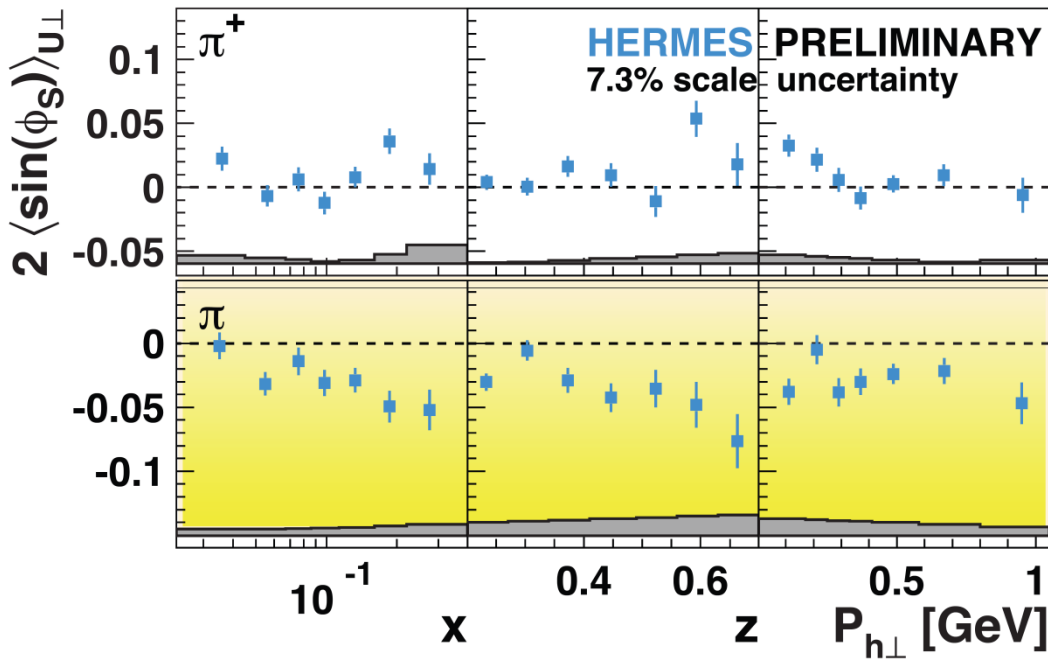 2 ⟨sin(ϕS)⟩U⊥
π+
HERMES PRELIMINARY
7.3% scale uncertainty
0.1
0.05
0
-0.05
π
0
-0.05
-0.1
10-1
0.4 0.6
0.5 1
x
z
Ph⊥ [GeV]